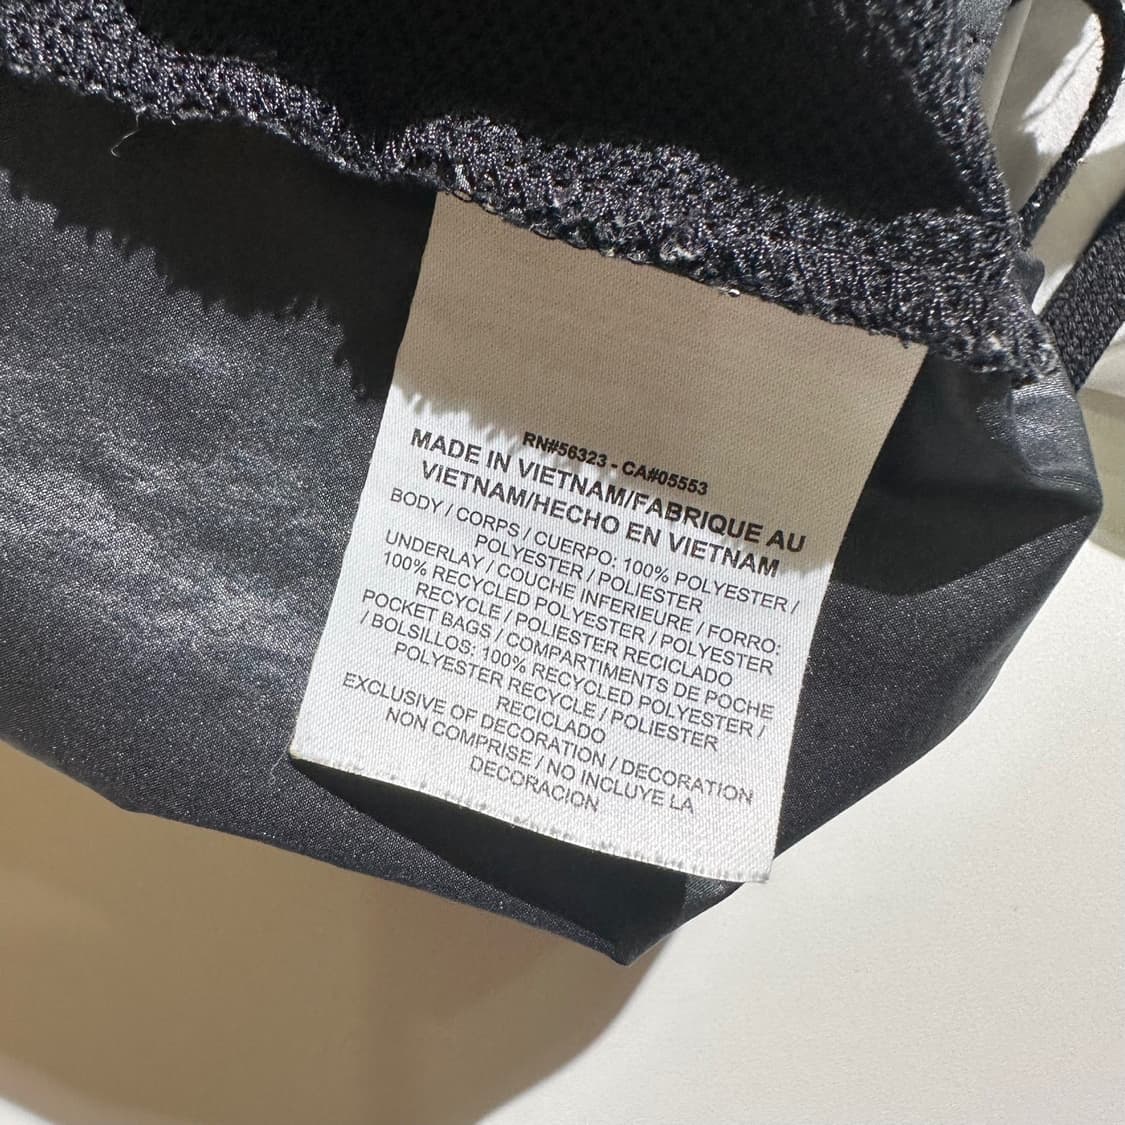 RN#56323 - CA#05553
MADE IN VIETNAM/FABRIQUE AU
VIETNAM/HECHO EN VIETNAM
BODY / CORPS / CUERPO: 100% POLYESTER /
POLYESTER / POLIESTER
UNDERLAY / COUCHE INFERIEURE / FORRO:
100% RECYCLED POLYESTER / POLYESTER
RECYCLE / POLIESTER RECICLADO
POCKET BAGS / COMPARTIMENTS DE POCHE
/ BOLSILLOS: 100% RECYCLED POLYESTER /
POLYESTER RECYCLE / POLIESTER
RECICLADO
EXCLUSIVE OF DECORATION / DECORATION
NON COMPRISE / NO INCLUYE LA
DECORACION